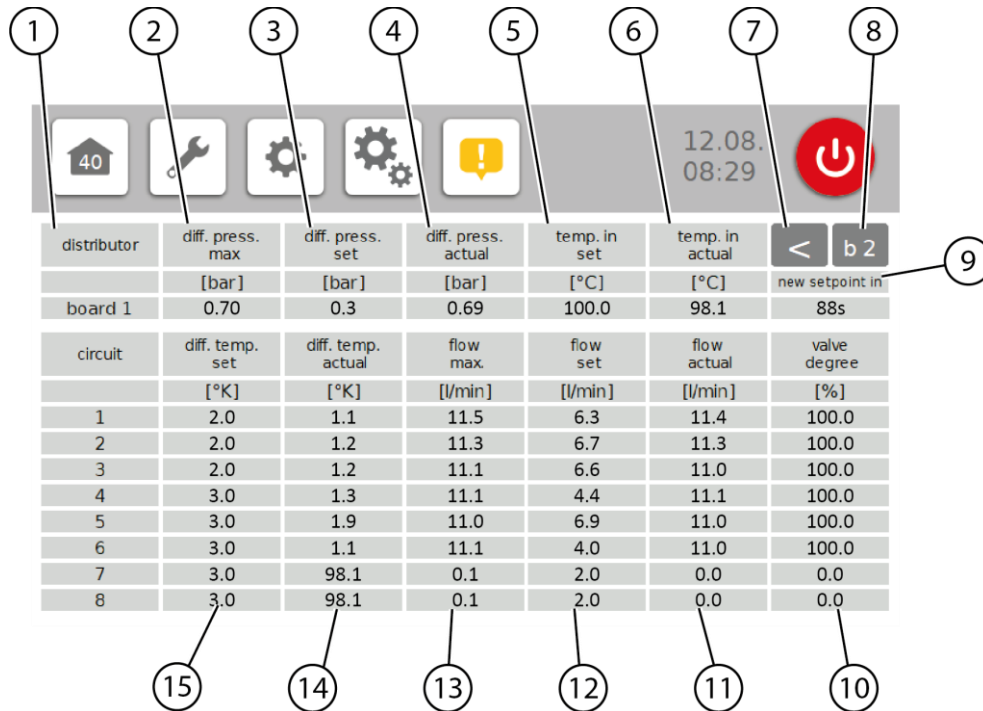 1 2 3 4 5 6 7 8
40 ! 12.08.
08:29
distributor diff. press. max diff. press. set diff. press. actual temp. in set temp. in actual < b 2
9
[bar] [bar] [bar] [°C] [°C] new setpoint in
board 1 0.70 0.3 0.69 100.0 98.1 88s
circuit diff. temp. set diff. temp. actual flow max. flow set flow actual valve degree
[°K] [°K] [l/min] [l/min] [l/min] [%]
1 2.0 1.1 11.5 6.3 11.4 100.0
2 2.0 1.2 11.3 6.7 11.3 100.0
3 2.0 1.2 11.1 6.6 11.0 100.0
4 3.0 1.3 11.1 4.4 11.1 100.0
5 3.0 1.9 11.0 6.9 11.0 100.0
6 3.0 1.1 11.1 4.0 11.0 100.0
7 3.0 98.1 0.1 2.0 0.0 0.0
8 3.0 98.1 0.1 2.0 0.0 0.0
15 14 13 12 11 10